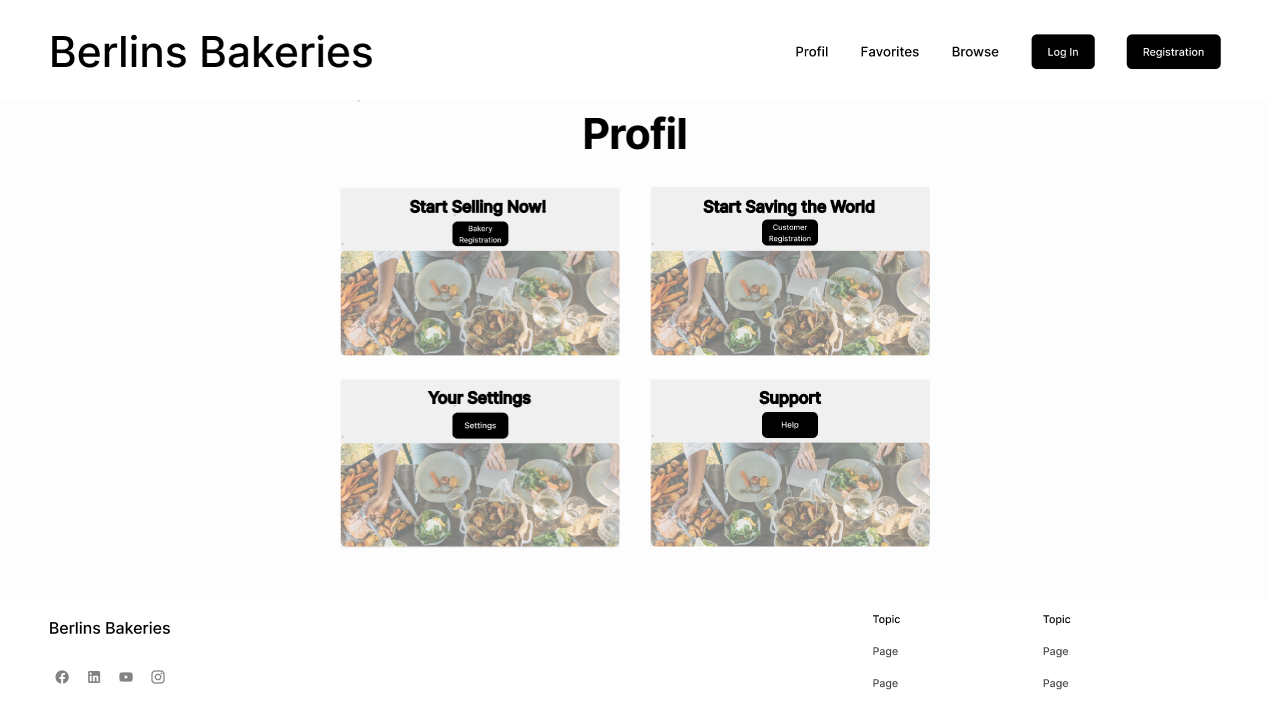 Berlins Bakeries
Profil
Favorites
Browse
Log In
Registration
Profil
Start Selling Now!
Bakery
Registration
Start Saving the World
Customer
Registration
Your Settings
Settings
Support
Help
Berlins Bakeries
Topic
Topic
Page
Page
Page
Page